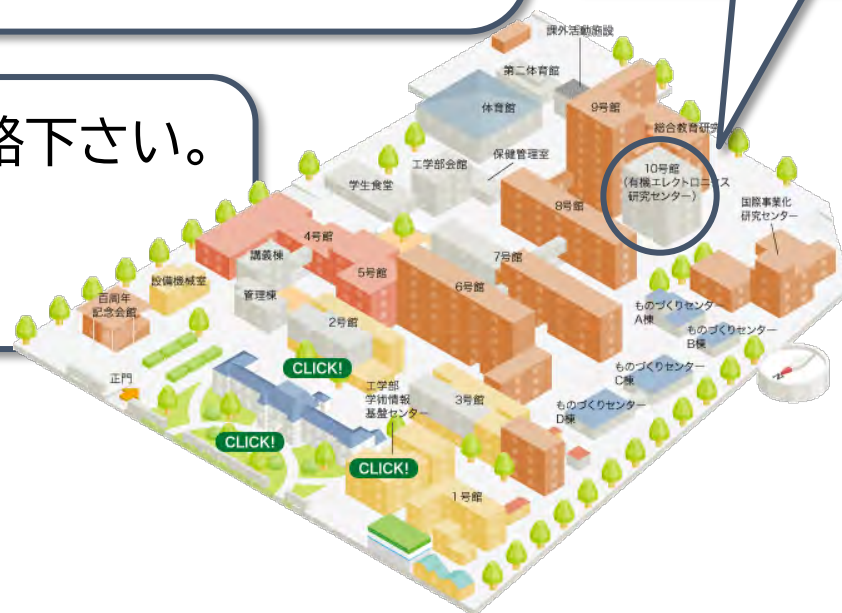 絡下さい。
課外活動施設
第二体育館
体育館
9号館
総合教育研究
保健管理室
工学部会館
10号館
(有機エレクトロニクス
研究センター)
学生食堂
8号館
国際事業化
研究センター
4号館
講義棟
7号館
5号館
6号館
設備機械室
管理棟
百周年
記念会館
2号館
ものづくりセンター
A棟
ものづくりセンター
B棟
CLICK!
正門
工学部
学術情報
基盤センター
ものづくりセンター
C棟
3号館
ものづくりセンター
D棟
CLICK!
CLICK!
1号館